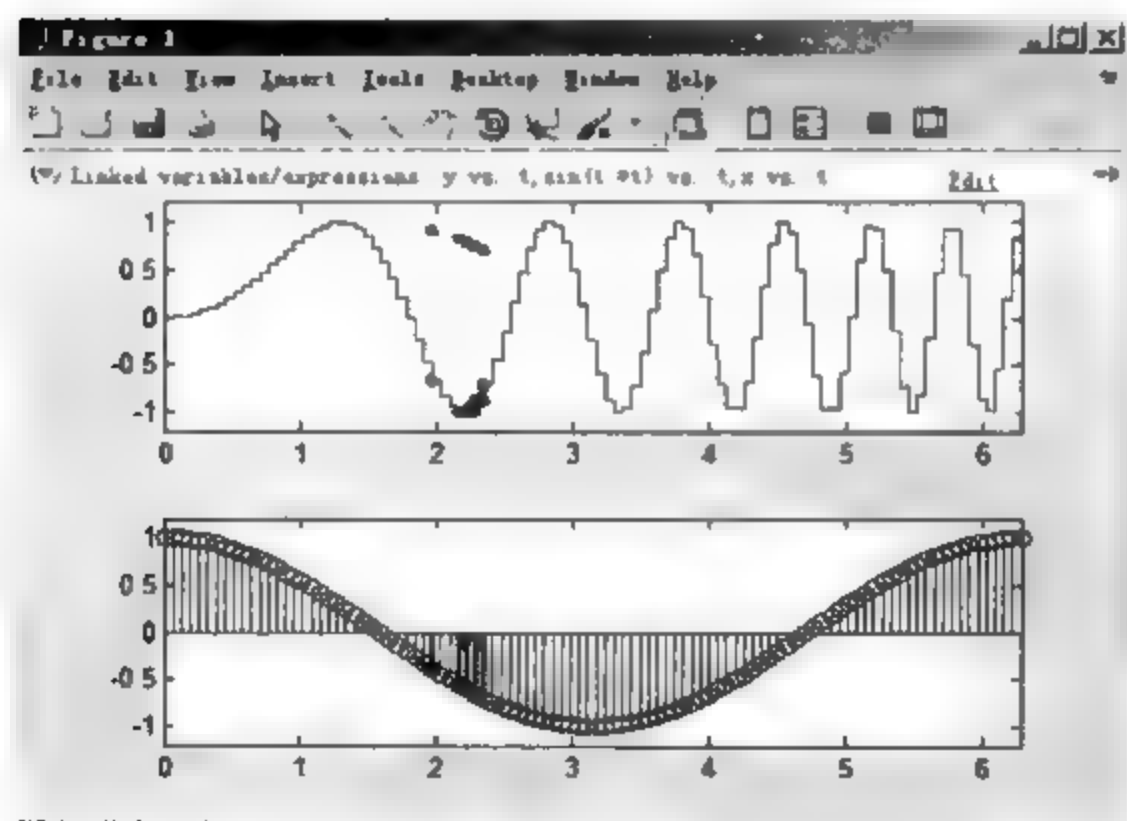 Figure 1
File Edit View Insert Tools Desktop Window Help
Linked variables/expressions y vs. t, sin(t.*t) vs. t, x vs. t Edit
1
0.5
0
-0.5
-1
0 1 2 3 4 5 6
1
0.5
0
-0.5
-1
0 1 2 3 4 5 6